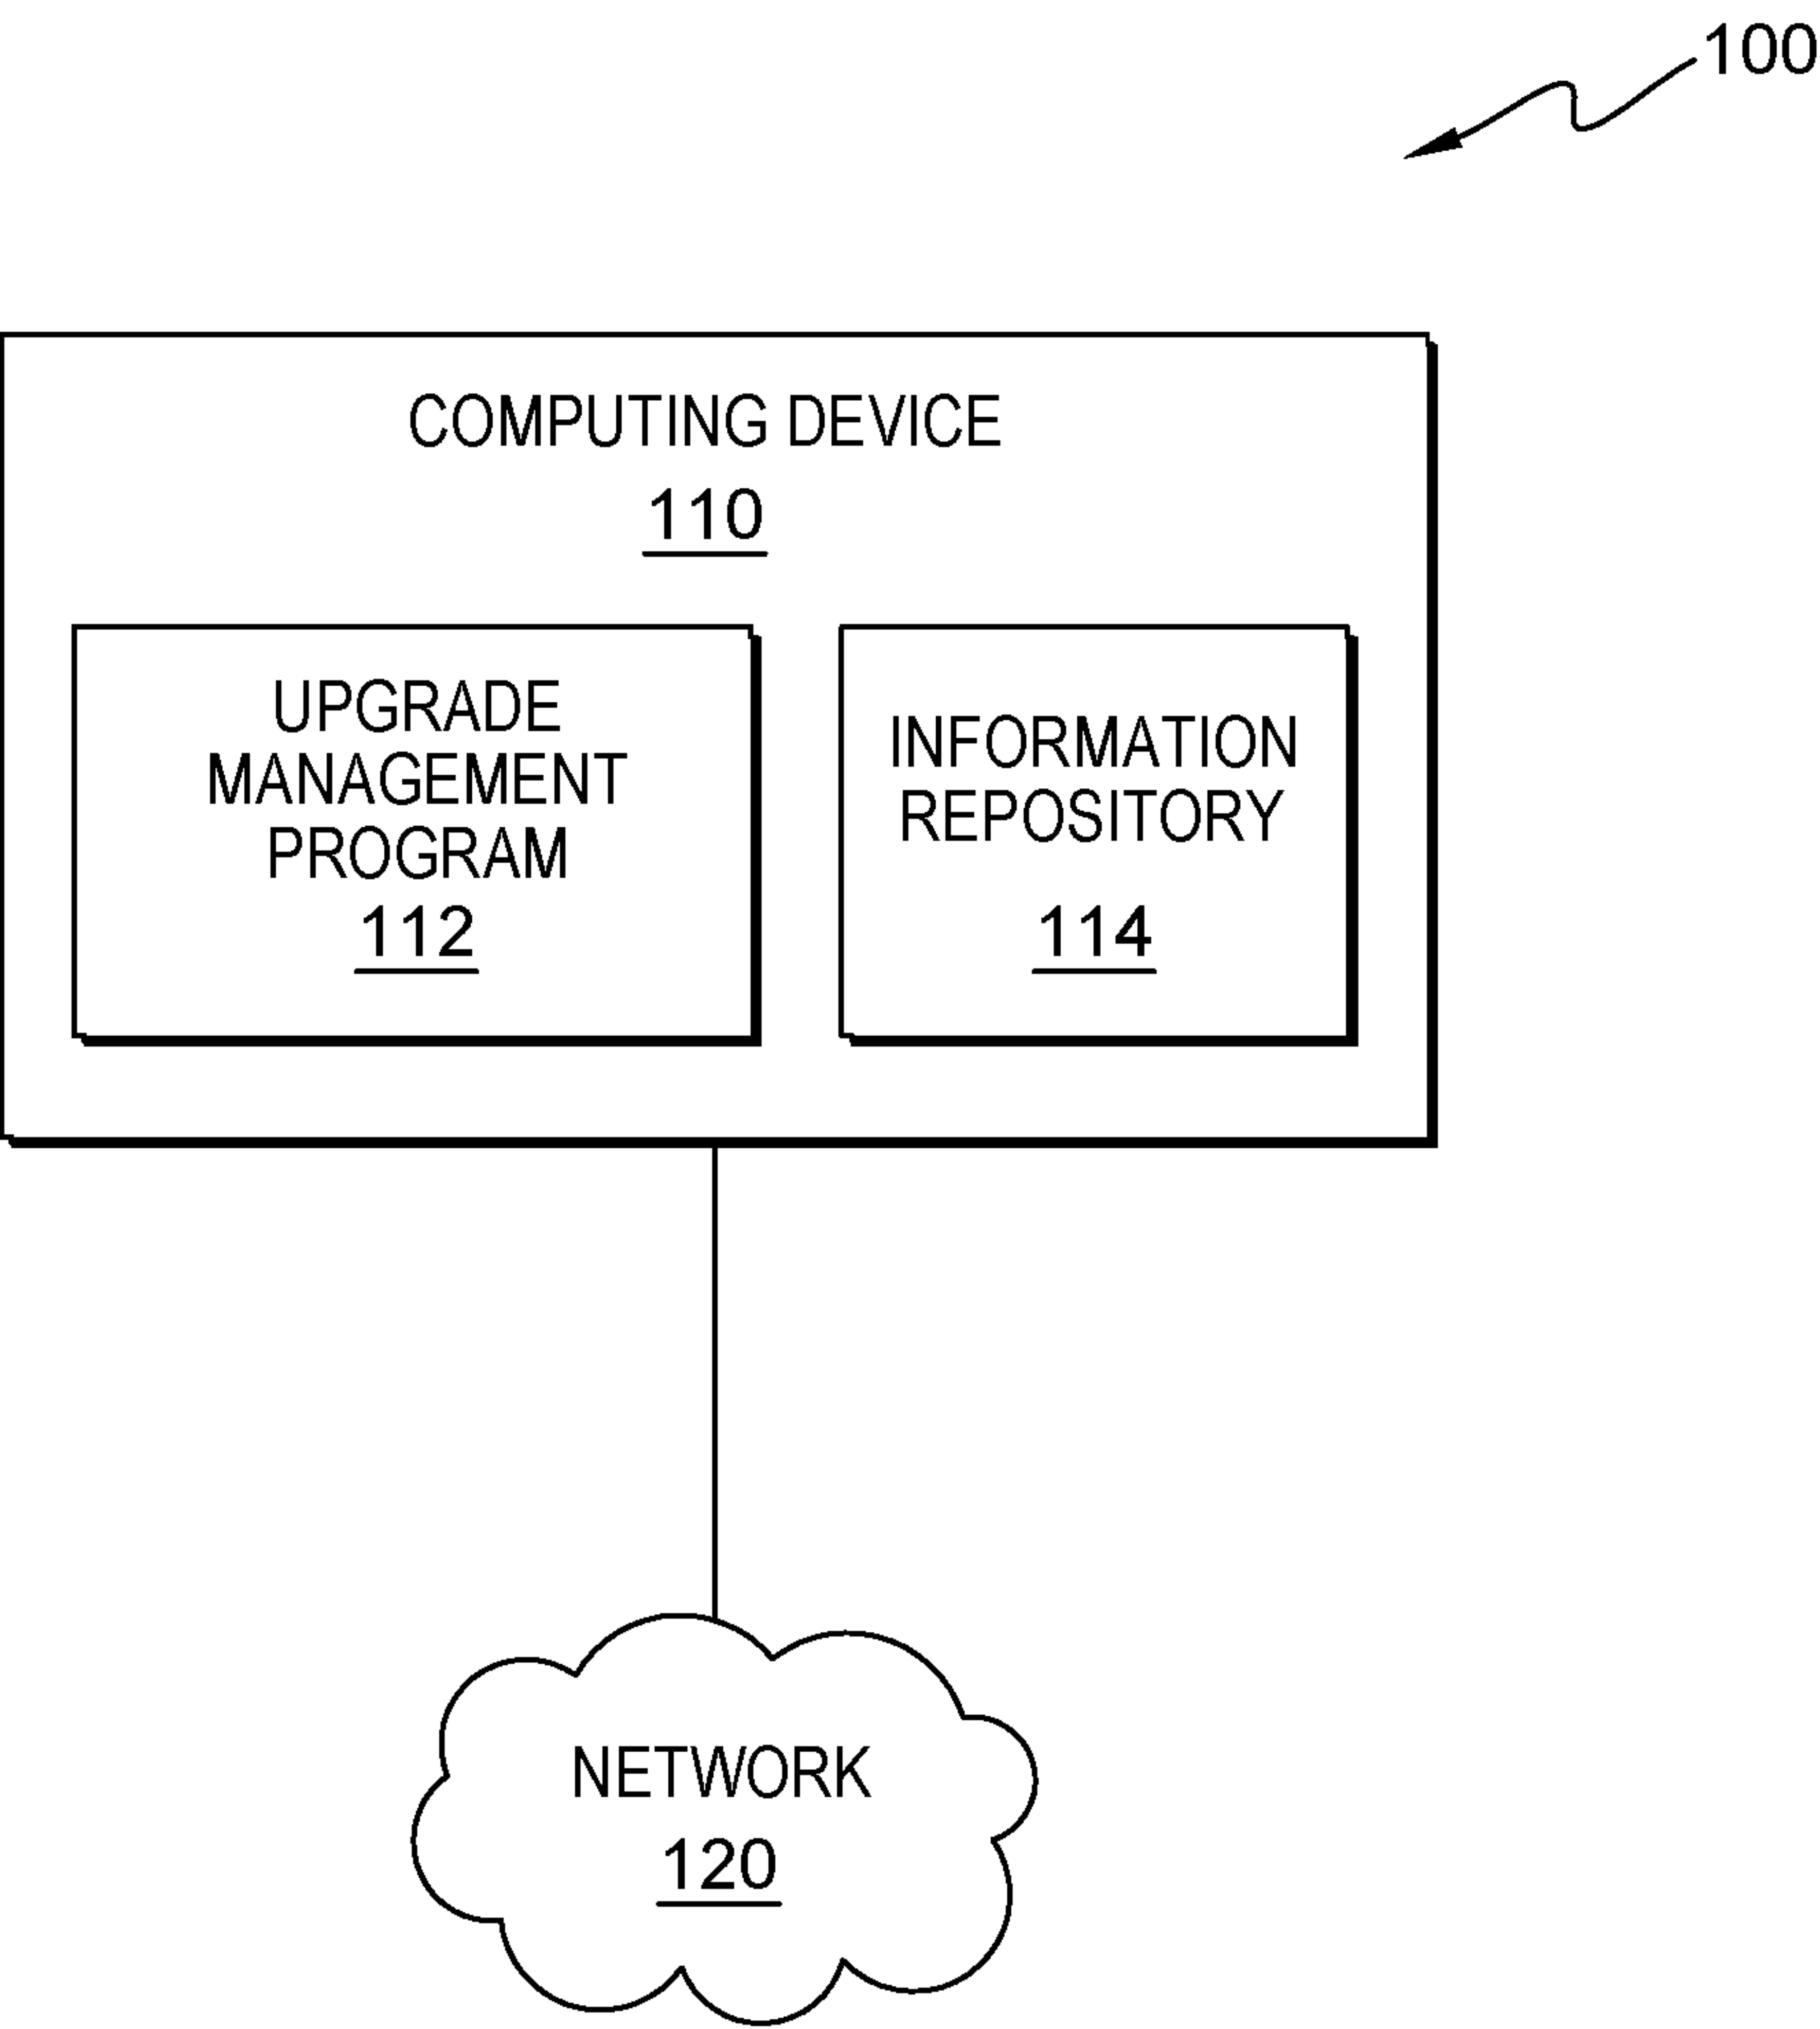 100
COMPUTING DEVICE
110
UPGRADE
MANAGEMENT
PROGRAM
112
INFORMATION
REPOSITORY
114
NETWORK
120